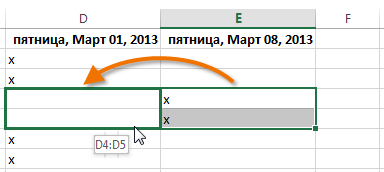 D E F
пятница, Март 01, 2013 пятница, Март 08, 2013
x
x
x
x
D4:D5
x
x